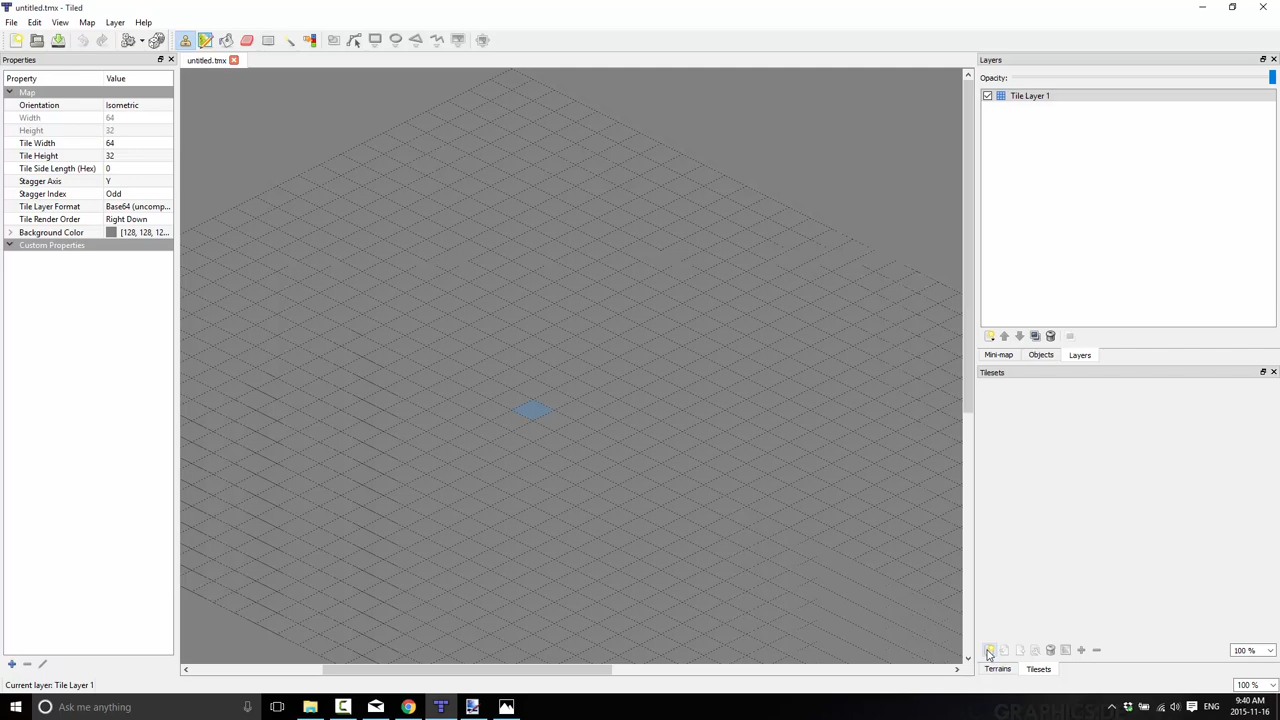 untitled.tmx - Tiled
File Edit View Map Layer Help
Properties
untitled.tmx
Layers
Property Value
Opacity:
Map
Tile Layer 1
Orientation Isometric
Width 64
Height 32
Tile Width 64
Tile Height 32
Tile Side Length (Hex) 0
Stagger Axis Y
Stagger Index Odd
Tile Layer Format Base64 (uncomp...
Tile Render Order Right Down
Background Color [128, 128, 12...
Custom Properties
Mini-map Objects Layers
Tilesets
100 %
Terrains Tilesets
Current layer: Tile Layer 1
100 %
Ask me anything
ENG
9:40 AM
2015-11-16